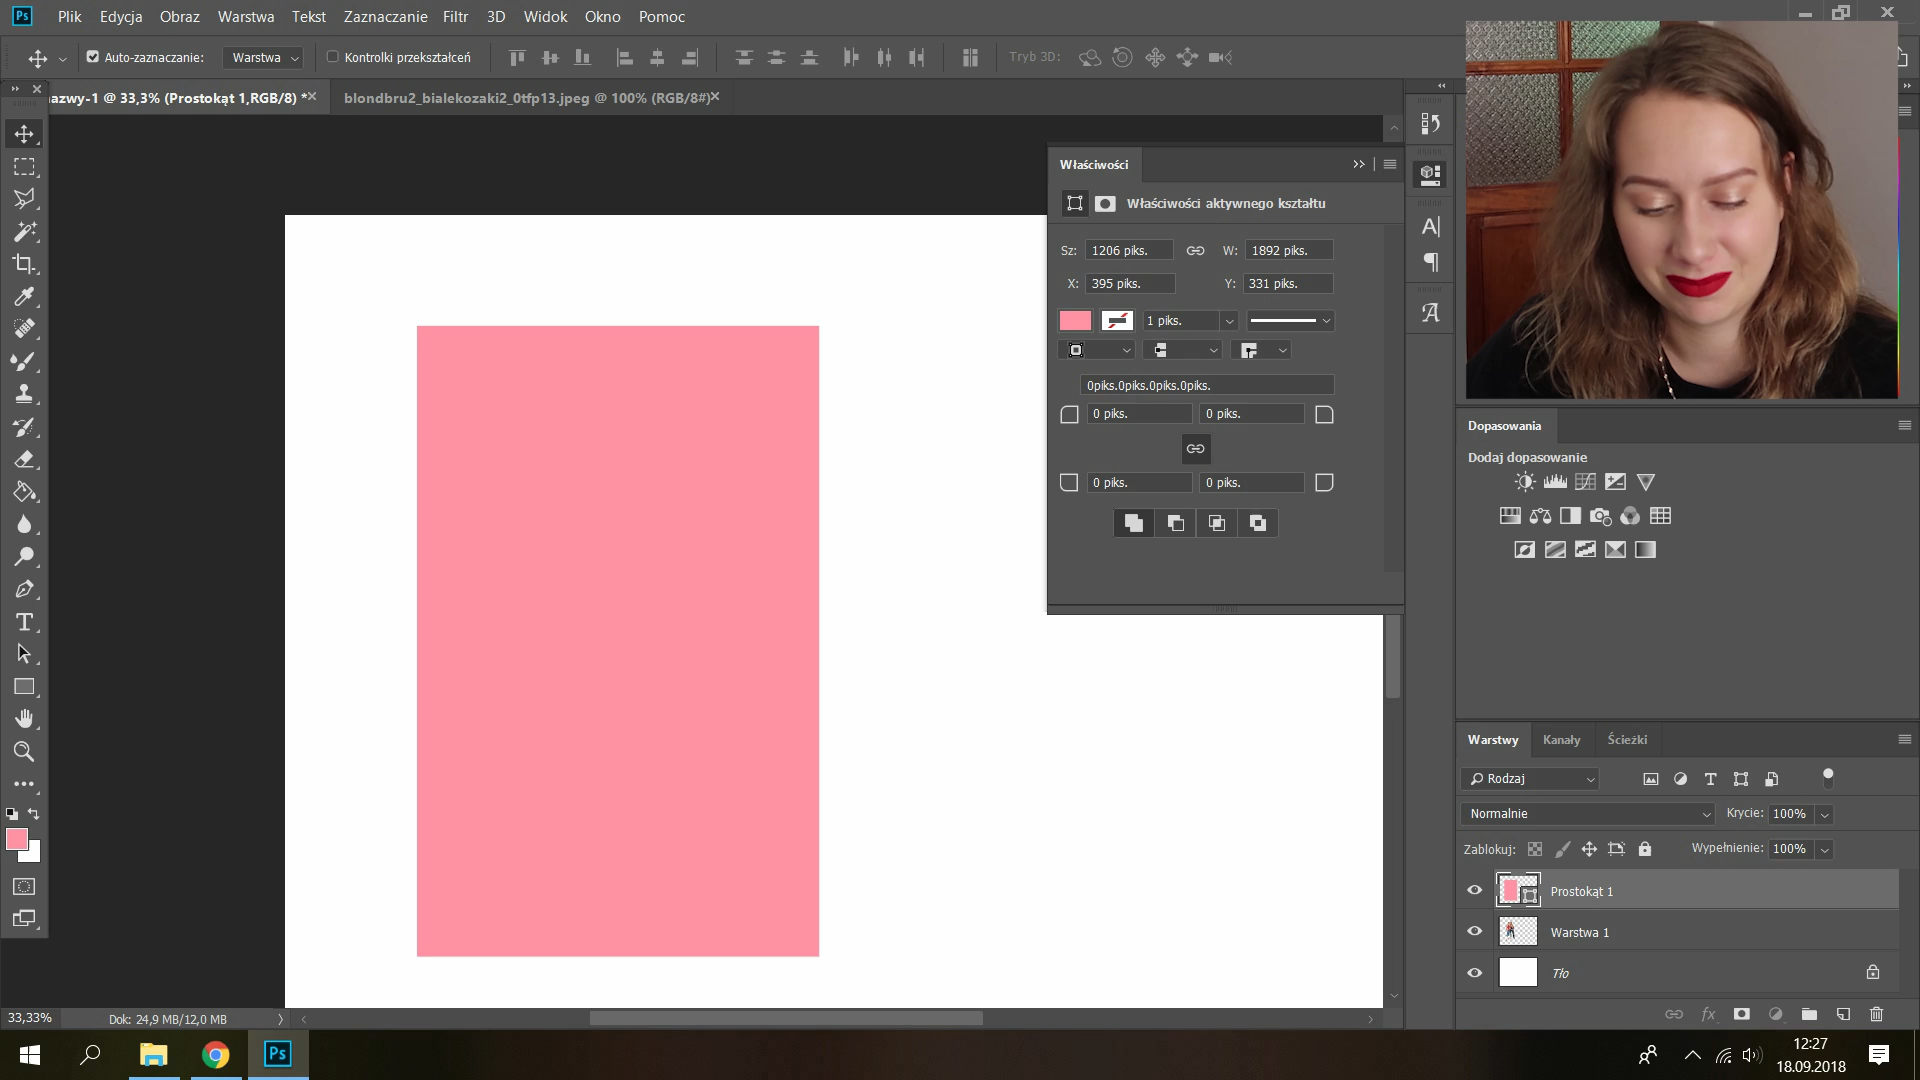 Ps Plik Edycja Obraz Warstwa Tekst Zaznaczanie Filtr 3D Widok Okno Pomoc
Auto-zaznaczanie: Warstwa Kontrolki przekształceń Tryb 3D:
azwy-1 @ 33,3% (Prostokąt 1,RGB/8) * blondbru2_bialekozaki2_0tfp13.jpeg @ 100% (RGB/8#)
Właściwości
Właściwości aktywnego kształtu
Sz: 1206 piks. W: 1892 piks.
X: 395 piks. Y: 331 piks.
1 piks.
0piks.0piks.0piks.0piks.
0 piks. 0 piks.
0 piks. 0 piks.
Dopasowania
Dodaj dopasowanie
Warstwy Kanały Ścieżki
Rodzaj
Normalnie Krycie: 100%
Zablokuj: Wypełnienie: 100%
Prostokąt 1
Warstwa 1
Tło
fx
33,33% Dok: 24,9 MB/12,0 MB
Ps
12:27
18.09.2018